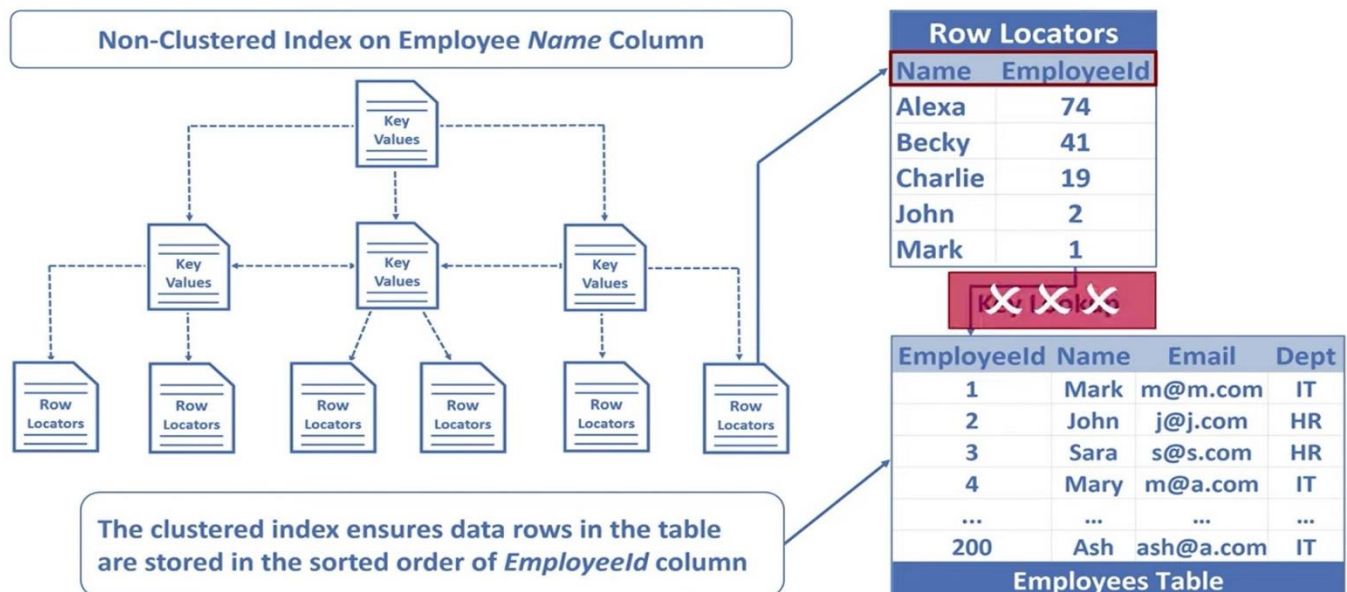 Non-Clustered Index on Employee Name Column
Key
Values
Key
Values
Key
Values
Key
Values
Row
Locators
Row
Locators
Row
Locators
Row
Locators
Row
Locators
Row
Locators
The clustered index ensures data rows in the table
are stored in the sorted order of EmployeeId column
Row Locators
Name EmployeeId
Alexa 74
Becky 41
Charlie 19
John 2
Mark 1
Key Lookup
EmployeeId Name Email Dept
1 Mark m@m.com IT
2 John j@j.com HR
3 Sara s@s.com HR
4 Mary m@a.com IT
... ... ... ...
200 Ash ash@a.com IT
Employees Table